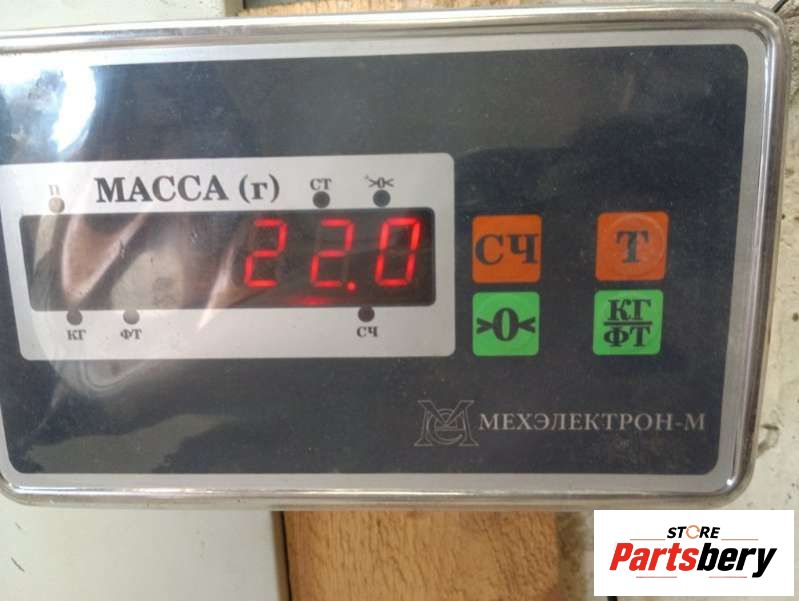 П МАССА (г) СТ >0<
22.0
КГ ФТ СЧ
СЧ Т
>0< КГ
ФТ
МЕХЭЛЕКТРОН-М
STORE
Partsbery